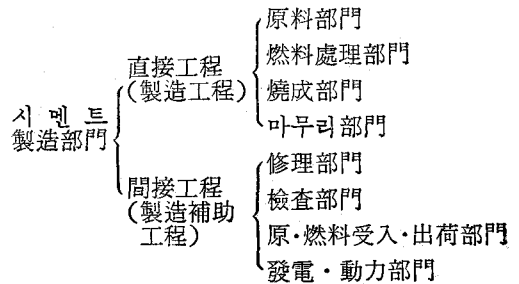 시멘트
製造部門
直接工程
(製造工程)
原料部門
燃料處理部門
燒成部門
마무리部門
間接工程
(製造補助
工程)
修理部門
檢査部門
原·燃料受入·出荷部門
發電·動力部門